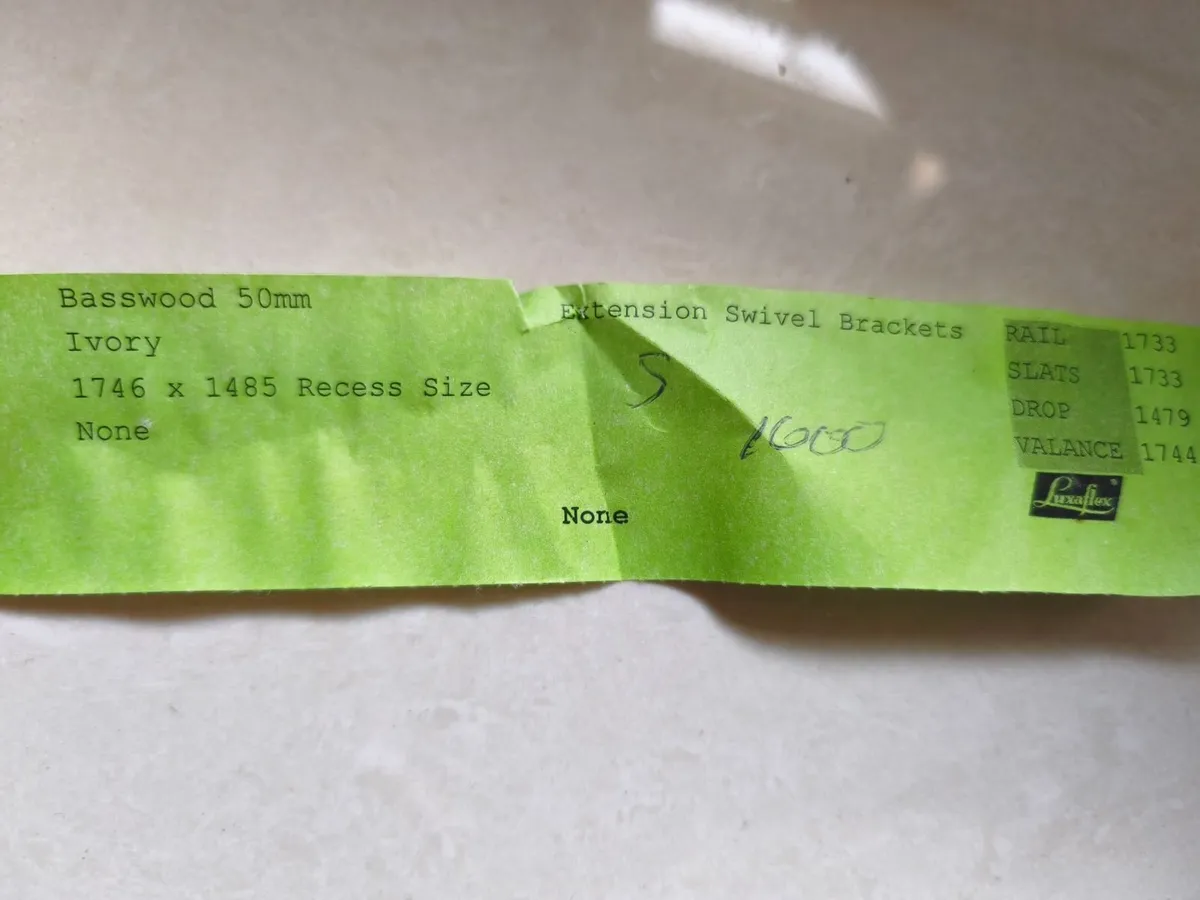 Basswood 50mm
Ivory
1746 x 1485 Recess Size
None
Extension Swivel Brackets
5
1600
None
RAIL 1733
SLATS 1733
DROP 1479
VALANCE 1744
Luxaflex